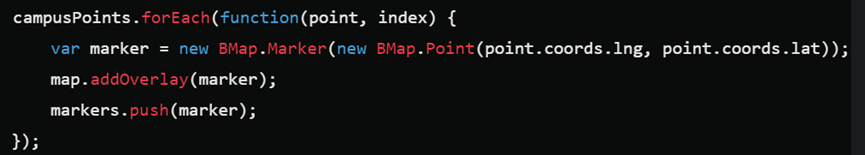 campusPoints.forEach(function(point, index) {
    var marker = new BMap.Marker(new BMap.Point(point.coords.lng, point.coords.lat));
    map.addOverlay(marker);
    markers.push(marker);
});